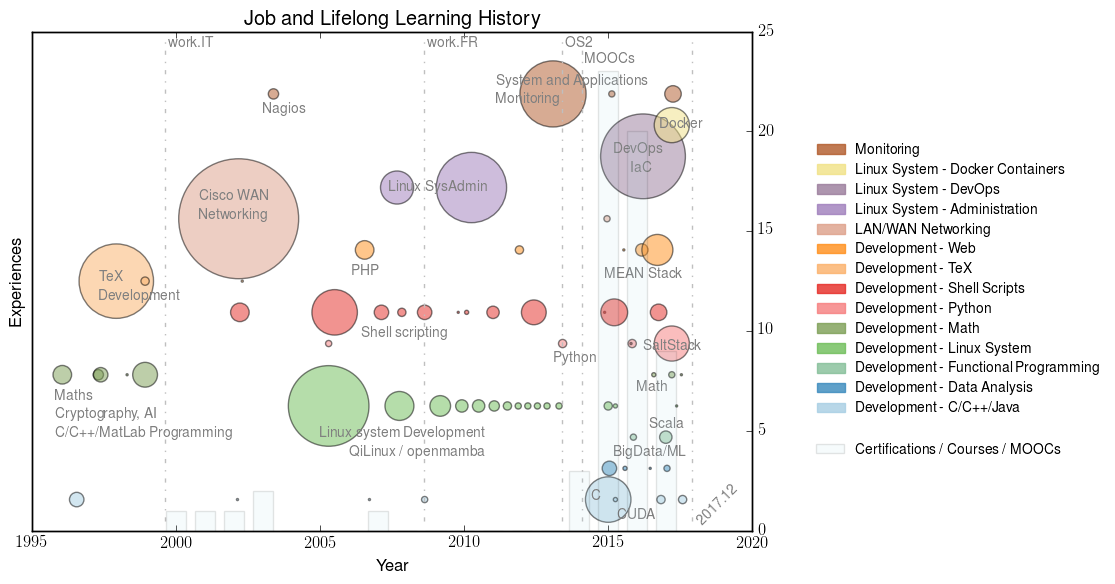 Job and Lifelong Learning History
work.IT
work.FR
OS2
MOOCs
System and Applications
Monitoring
Nagios
Docker
DevOps
IaC
Linux SysAdmin
Cisco WAN
Networking
PHP
MEAN Stack
TeX
Development
Shell scripting
Python
SaltStack
Math
Maths
Cryptography, AI
C/C++/MatLab Programming
Linux system Development
QiLinux / openmamba
Scala
BigData/ML
C
CUDA
2017.12
25
20
15
10
5
0
Experiences
1995
2000
2005
2010
2015
2020
Year
Monitoring
Linux System - Docker Containers
Linux System - DevOps
Linux System - Administration
LAN/WAN Networking
Development - Web
Development - TeX
Development - Shell Scripts
Development - Python
Development - Math
Development - Linux System
Development - Functional Programming
Development - Data Analysis
Development - C/C++/Java
Certifications / Courses / MOOCs